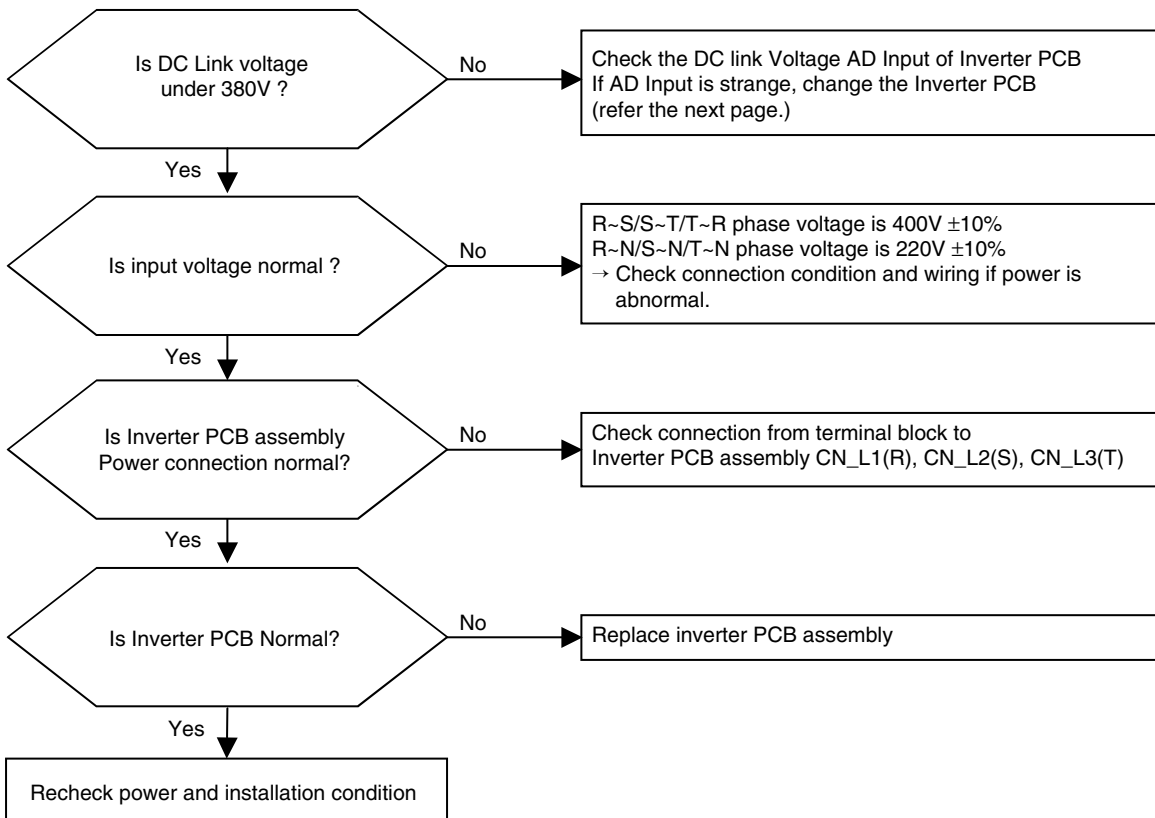 Is DC Link voltage
under 380V ?
No
Check the DC link Voltage AD Input of Inverter PCB
If AD Input is strange, change the Inverter PCB
(refer the next page.)
Yes
Is input voltage normal ?
No
R~S/S~T/T~R phase voltage is 400V ±10%
R~N/S~N/T~N phase voltage is 220V ±10%
→ Check connection condition and wiring if power is
abnormal.
Yes
Is Inverter PCB assembly
Power connection normal?
No
Check connection from terminal block to
Inverter PCB assembly CN_L1(R), CN_L2(S), CN_L3(T)
Yes
Is Inverter PCB Normal?
No
Replace inverter PCB assembly
Yes
Recheck power and installation condition